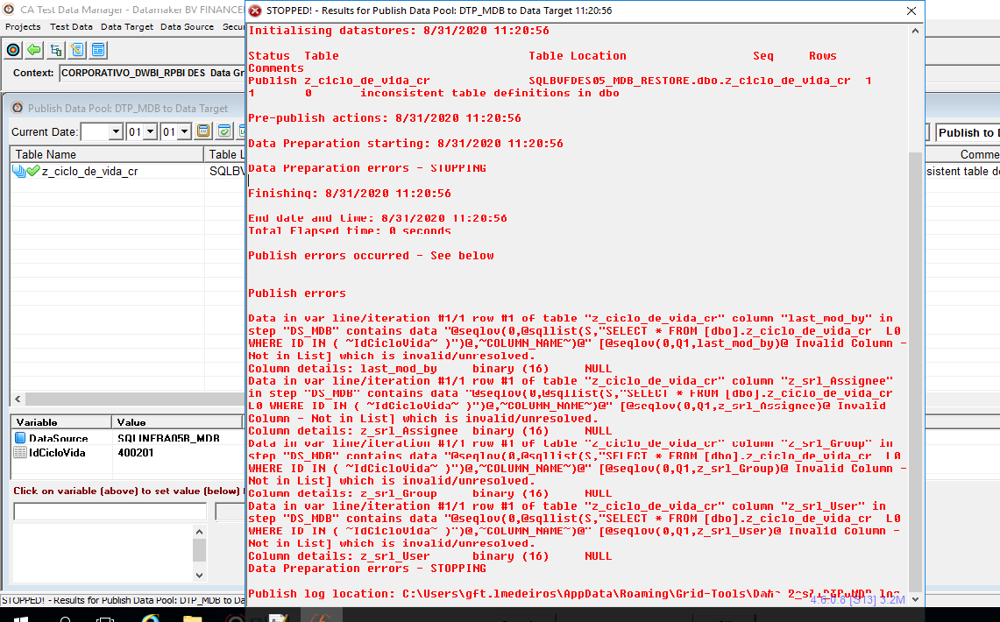 CA Test Data Manager - Datamaker BV FINANCE
Projects Test Data Data Target Data Source Secu
Context: CORPORATIVO_DWBI_RPBI DES Data Gr
Publish Data Pool: DTP_MDB to Data Target
Current Date: 01 01
Publish to
Table Name Table L
Comme
z_ciclo_de_vida_cr SQLBV
sistent table de
Variable Value
DataSource SQLINFRA05B_MDB
IdCicloVida 400201
Click on variable (above) to set value (below)
STOPPED! - Results for Publish Data Pool: DTP_MDB to Da
STOPPED! - Results for Publish Data Pool: DTP_MDB to Data Target 11:20:56
Initialising datastores: 8/31/2020 11:20:56
Status Table Table Location Seq Rows
Comments
Publish z_ciclo_de_vida_cr SQLBVFDES05_MDB_RESTORE.dbo.z_ciclo_de_vida_cr 1
1 0 inconsistent table definitions in dbo
Pre-publish actions: 8/31/2020 11:20:56
Data Preparation starting: 8/31/2020 11:20:56
Data Preparation errors - STOPPING
Finishing: 8/31/2020 11:20:56
End date and time: 8/31/2020 11:20:56
Total Elapsed time: 0 seconds
Publish errors occurred - See below
Publish errors
Data in var line/iteration #1/1 row #1 of table "z_ciclo_de_vida_cr" column "last_mod_by" in
step "DS_MDB" contains data "@seqlov(0,@sqllist(S,"SELECT * FROM [dbo].z_ciclo_de_vida_cr L0
WHERE ID IN ( ~IdCicloVida~ )")@,~COLUMN_NAME~)@" [@seqlov(0,Q1,last_mod_by)@ Invalid Column -
Not in List] which is invalid/unresolved.
Column details: last_mod_by binary (16) NULL
Data in var line/iteration #1/1 row #1 of table "z_ciclo_de_vida_cr" column "z_srl_Assignee"
in step "DS_MDB" contains data "@seqlov(0,@sqllist(S,"SELECT * FROM [dbo].z_ciclo_de_vida_cr
L0 WHERE ID IN ( ~IdCicloVida~ )")@,~COLUMN_NAME~)@" [@seqlov(0,Q1,z_srl_Assignee)@ Invalid
Column - Not in List] which is invalid/unresolved.
Column details: z_srl_Assignee binary (16) NULL
Data in var line/iteration #1/1 row #1 of table "z_ciclo_de_vida_cr" column "z_srl_Group" in
step "DS_MDB" contains data "@seqlov(0,@sqllist(S,"SELECT * FROM [dbo].z_ciclo_de_vida_cr L0
WHERE ID IN ( ~IdCicloVida~ )")@,~COLUMN_NAME~)@" [@seqlov(0,Q1,z_srl_Group)@ Invalid Column -
Not in List] which is invalid/unresolved.
Column details: z_srl_Group binary (16) NULL
Data in var line/iteration #1/1 row #1 of table "z_ciclo_de_vida_cr" column "z_srl_User" in
step "DS_MDB" contains data "@seqlov(0,@sqllist(S,"SELECT * FROM [dbo].z_ciclo_de_vida_cr L0
WHERE ID IN ( ~IdCicloVida~ )")@,~COLUMN_NAME~)@" [@seqlov(0,Q1,z_srl_User)@ Invalid Column -
Not in List] which is invalid/unresolved.
Column details: z_srl_User binary (16) NULL
Data Preparation errors - STOPPING
Publish log location: C:\Users\gft.lmedeiros\AppData\Roaming\Grid-Tools\
4.6.0.8 [S13] 3.2M